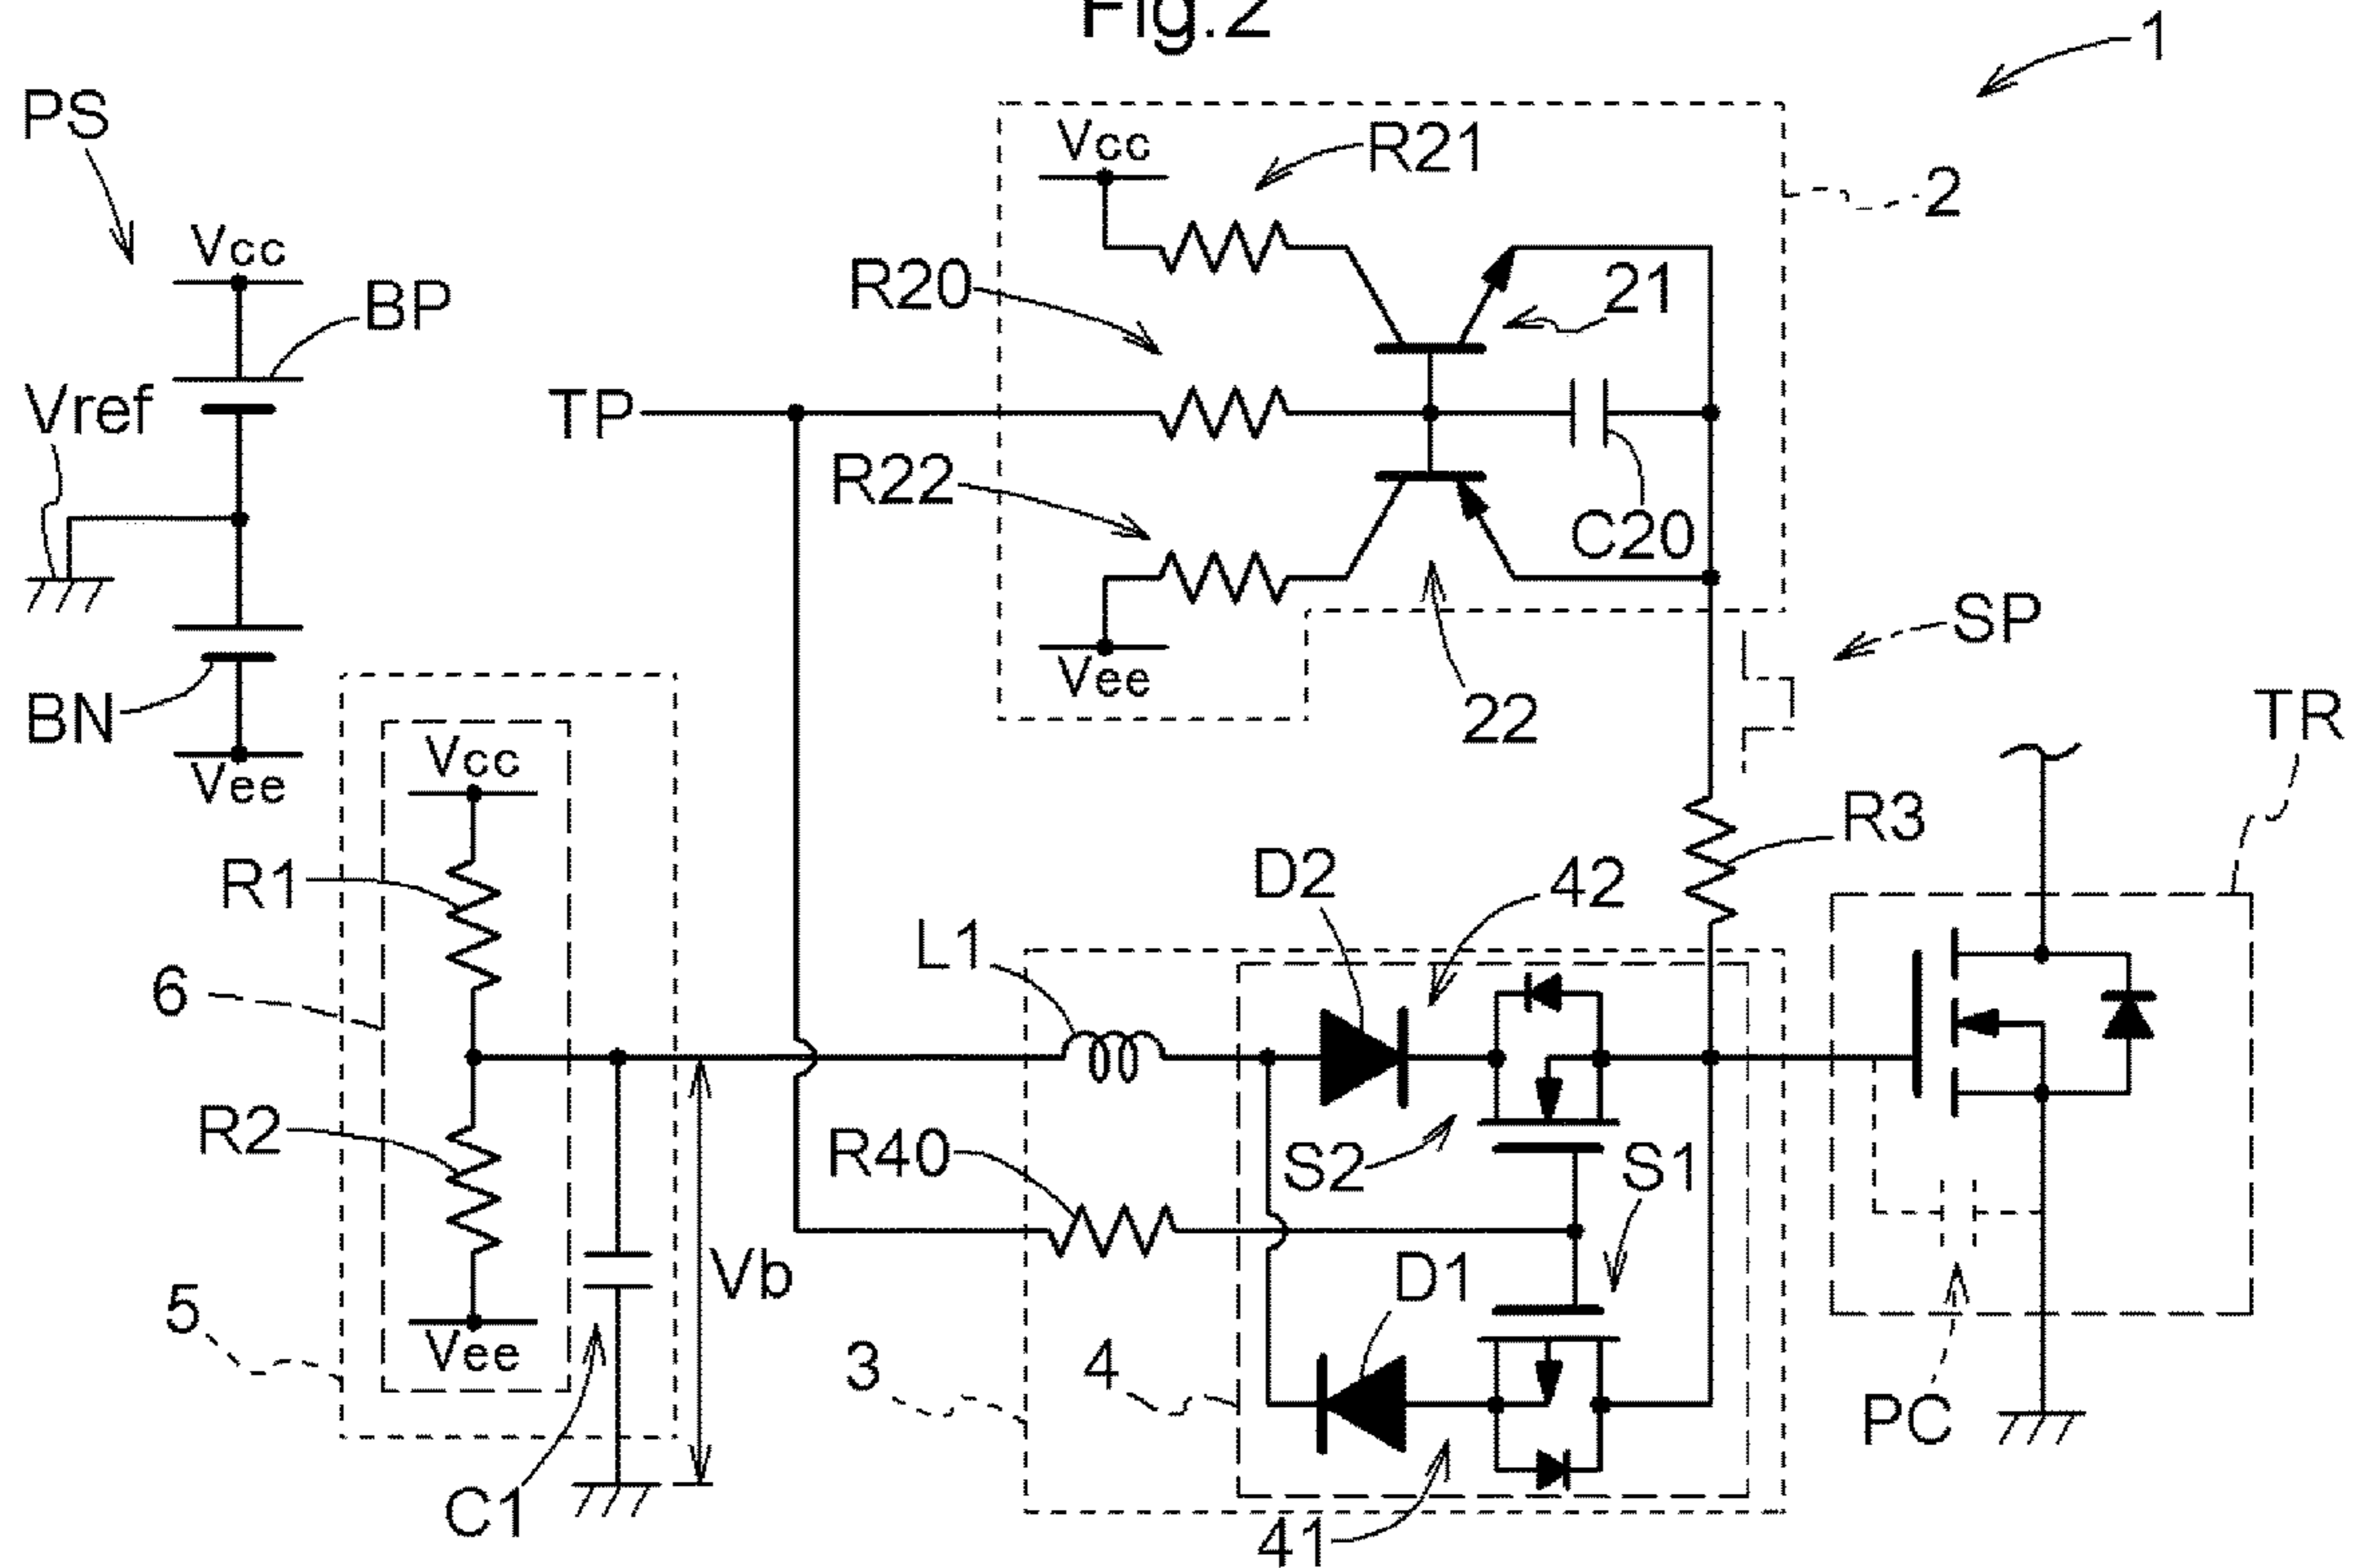 Fig.2
1
PS
Vcc
R21
2
Vcc
BP
R20
21
Vref
TP
R22
C20
SP
Vee
22
BN
TR
Vee
Vcc
R3
R1
D2
42
L1
6
R2
R40
S2
S1
Vb
D1
5
Vee
3
4
PC
C1
41